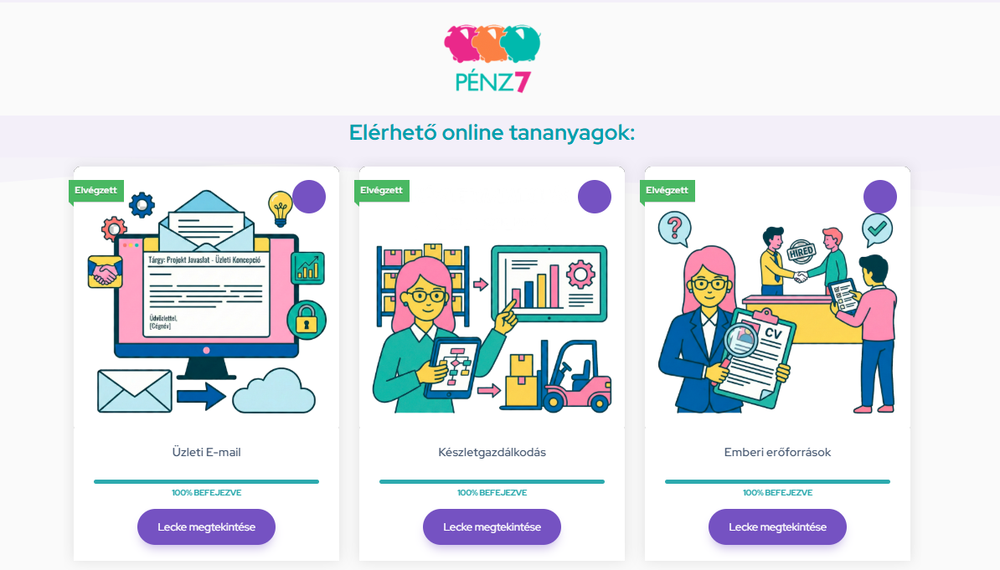 PÉNZ7
Elérhető online tananyagok:
Elvégzett
Tárgy: Projekt Javaslat - Üzleti Koncepció
Üdvözlettel,
[Cégnév]
Üzleti E-mail
100% BEFEJEZVE
Lecke megtekintése
Elvégzett
Készletgazdálkodás
100% BEFEJEZVE
Lecke megtekintése
Elvégzett
?
HIRED
CV
Emberi erőforrások
100% BEFEJEZVE
Lecke megtekintése